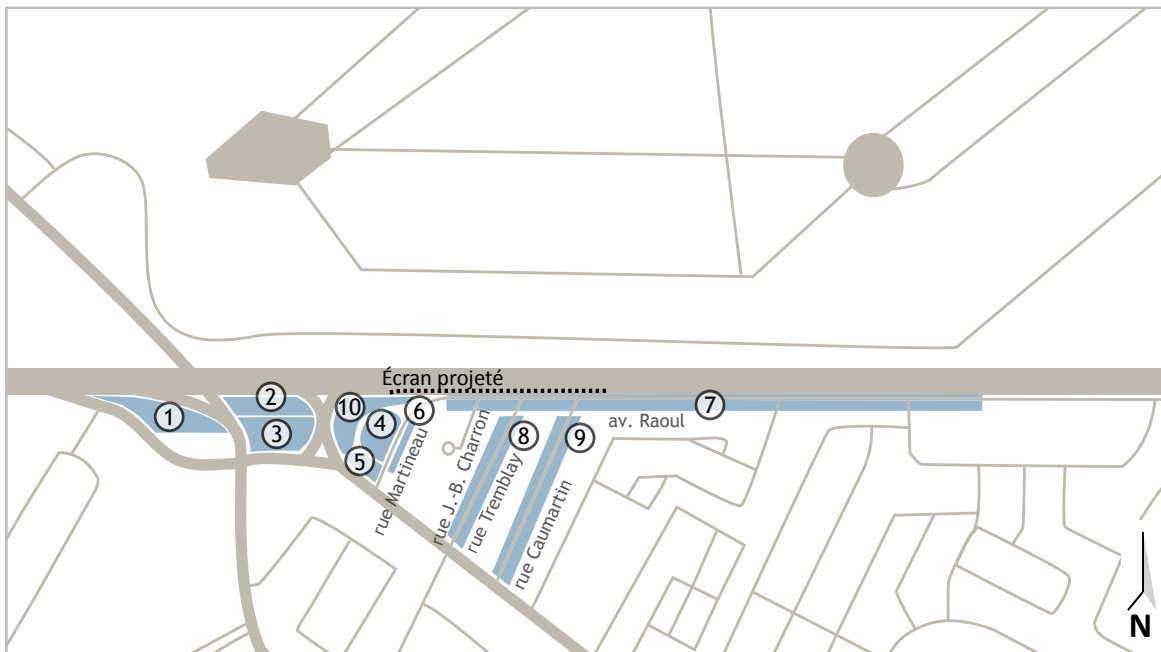 Écran projeté
1
2
10
6
7
4
3
5
8
9
av. Raoul
rue Martineau
rue J.-B. Charron
rue Tremblay
rue Caumartin
N